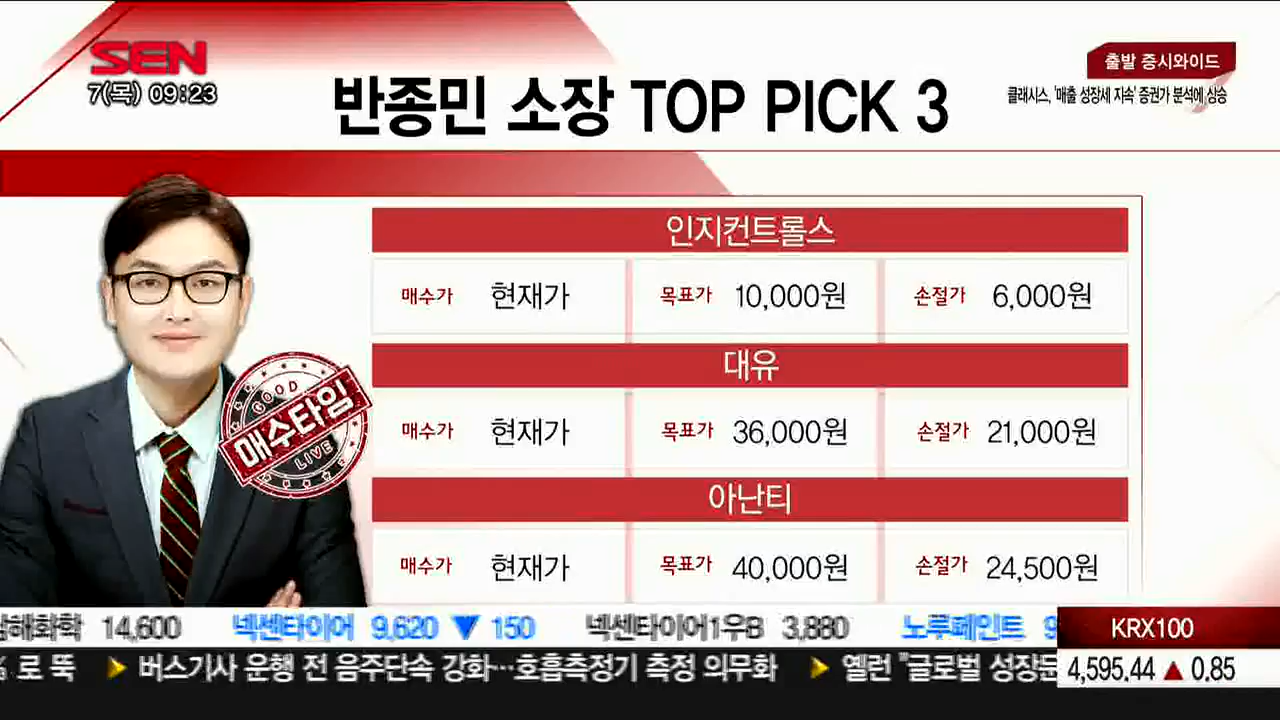 SEN
7(목) 09:23
반종민 소장 TOP PICK 3
출발 증시와이드
클래시스, '매출 성장세 지속' 증권가 분석에 상승
인지컨트롤스
매수가 현재가 목표가 10,000원 손절가 6,000원
대유
매수가 현재가 목표가 36,000원 손절가 21,000원
아난티
매수가 현재가 목표가 40,000원 손절가 24,500원
GOOD
매수타임
LIVE
남해화학 14,600 넥센타이어 9,620 ▼ 150 넥센타이어1우B 3,880 노루페인트
KRX100
로 뚝 ▶ 버스기사 운행 전 음주단속 강화…호흡측정기 측정 의무화 ▶ 옐런 "글로벌 성장둔
4,595.44 ▲ 0.85